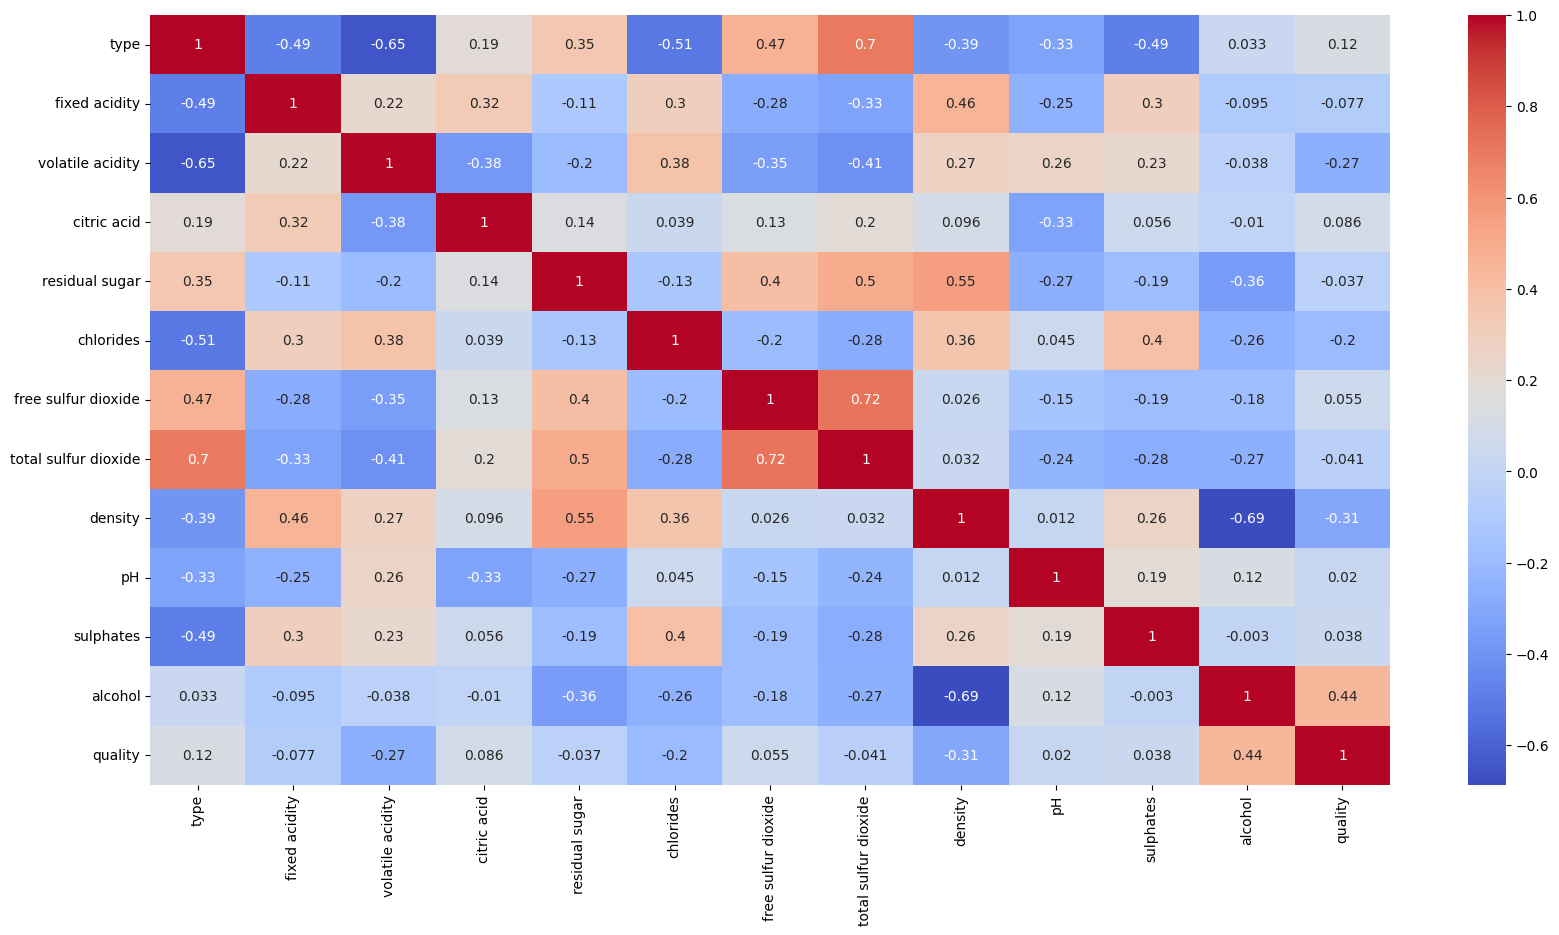 type 1 -0.49 -0.65 0.19 0.35 -0.51 0.47 0.7 -0.39 -0.33 -0.49 0.033 0.12
fixed acidity -0.49 1 0.22 0.32 -0.11 0.3 -0.28 -0.33 0.46 -0.25 0.3 -0.095 -0.077
volatile acidity -0.65 0.22 1 -0.38 -0.2 0.38 -0.35 -0.41 0.27 0.26 0.23 -0.038 -0.27
citric acid 0.19 0.32 -0.38 1 0.14 0.039 0.13 0.2 0.096 -0.33 0.056 -0.01 0.086
residual sugar 0.35 -0.11 -0.2 0.14 1 -0.13 0.4 0.5 0.55 -0.27 -0.19 -0.36 -0.037
chlorides -0.51 0.3 0.38 0.039 -0.13 1 -0.2 -0.28 0.36 0.045 0.4 -0.26 -0.2
free sulfur dioxide 0.47 -0.28 -0.35 0.13 0.4 -0.2 1 0.72 0.026 -0.15 -0.19 -0.18 0.055
total sulfur dioxide 0.7 -0.33 -0.41 0.2 0.5 -0.28 0.72 1 0.032 -0.24 -0.28 -0.27 -0.041
density -0.39 0.46 0.27 0.096 0.55 0.36 0.026 0.032 1 0.012 0.26 -0.69 -0.31
pH -0.33 -0.25 0.26 -0.33 -0.27 0.045 -0.15 -0.24 0.012 1 0.19 0.12 0.02
sulphates -0.49 0.3 0.23 0.056 -0.19 0.4 -0.19 -0.28 0.26 0.19 1 -0.003 0.038
alcohol 0.033 -0.095 -0.038 -0.01 -0.36 -0.26 -0.18 -0.27 -0.69 0.12 -0.003 1 0.44
quality 0.12 -0.077 -0.27 0.086 -0.037 -0.2 0.055 -0.041 -0.31 0.02 0.038 0.44 1
type
fixed acidity
volatile acidity
citric acid
residual sugar
chlorides
free sulfur dioxide
total sulfur dioxide
density
pH
sulphates
alcohol
quality
1.0
0.8
0.6
0.4
0.2
0.0
−0.2
−0.4
−0.6